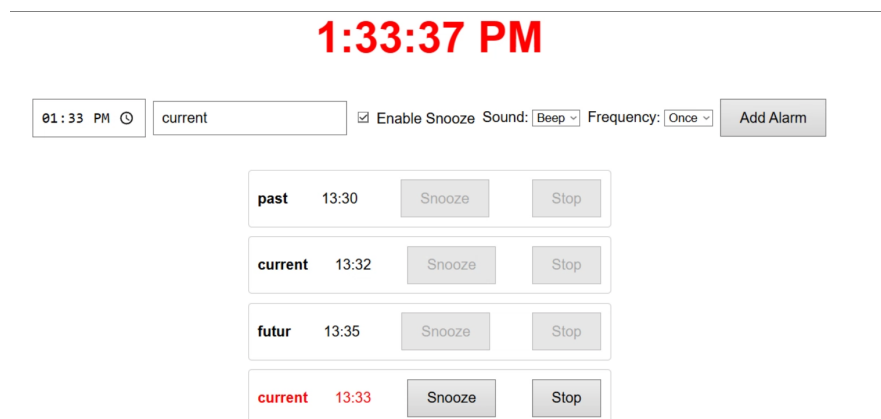 1:33:37 PM
01:33 PM current Enable Snooze Sound: Beep Frequency: Once Add Alarm
past 13:30 Snooze Stop
current 13:32 Snooze Stop
futur 13:35 Snooze Stop
current 13:33 Snooze Stop